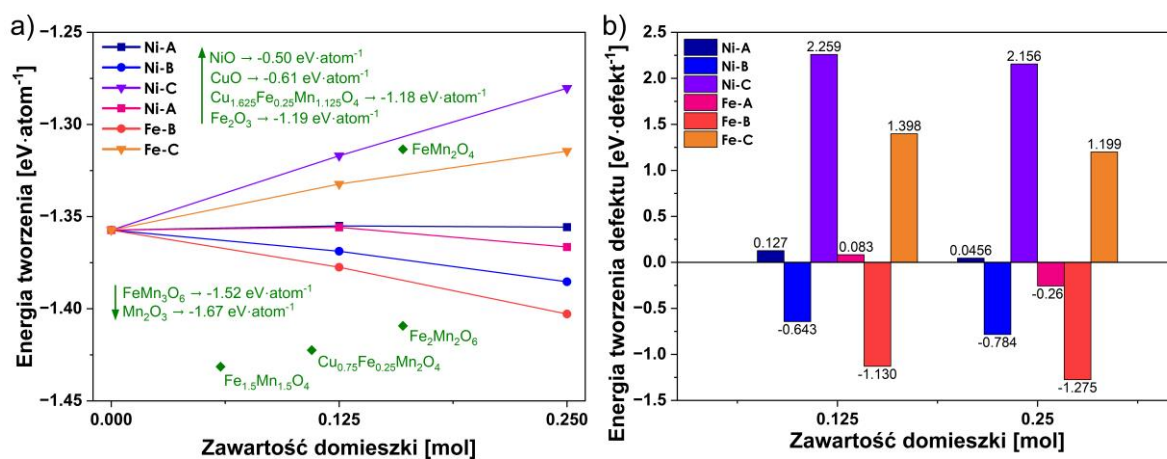 a)
Energia tworzenia [eV·atom⁻¹]
-1.25
-1.30
-1.35
-1.40
-1.45
Ni-A
Ni-B
Ni-C
Ni-A
Fe-B
Fe-C
NiO → -0.50 eV·atom⁻¹
CuO → -0.61 eV·atom⁻¹
Cu₁.₆₂₅Fe₀.₂₅Mn₁.₁₂₅O₄ → -1.18 eV·atom⁻¹
Fe₂O₃ → -1.19 eV·atom⁻¹
FeMn₂O₄
FeMn₃O₆ → -1.52 eV·atom⁻¹
Mn₂O₃ → -1.67 eV·atom⁻¹
Fe₂Mn₂O₆
Cu₀.₇₅Fe₀.₂₅Mn₂O₄
Fe₁.₅Mn₁.₅O₄
0.000
0.125
0.250
Zawartość domieszki [mol]
b)
Energia tworzenia defektu [eV·defekt⁻¹]
2.5
2.0
1.5
1.0
0.5
0.0
-0.5
-1.0
-1.5
Ni-A
Ni-B
Ni-C
Fe-A
Fe-B
Fe-C
0.127
-0.643
2.259
0.083
-1.130
1.398
0.0456
-0.784
2.156
-0.26
-1.275
1.199
0.125
0.25
Zawartość domieszki [mol]